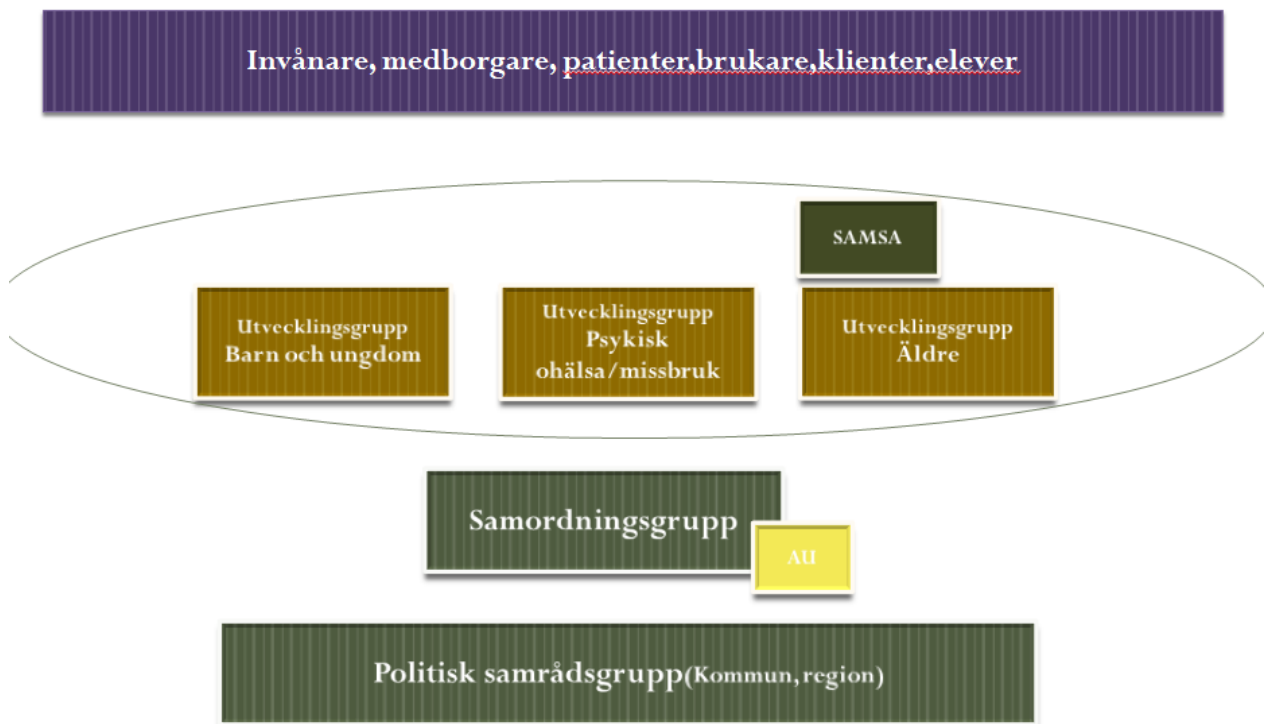 Invånare, medborgare, patienter,brukare,klienter,elever
SAMSA
Utvecklingsgrupp
Barn och ungdom
Utvecklingsgrupp
Psykisk
ohälsa/missbruk
Utvecklingsgrupp
Äldre
Samordningsgrupp
AU
Politisk samrådsgrupp(Kommun, region)